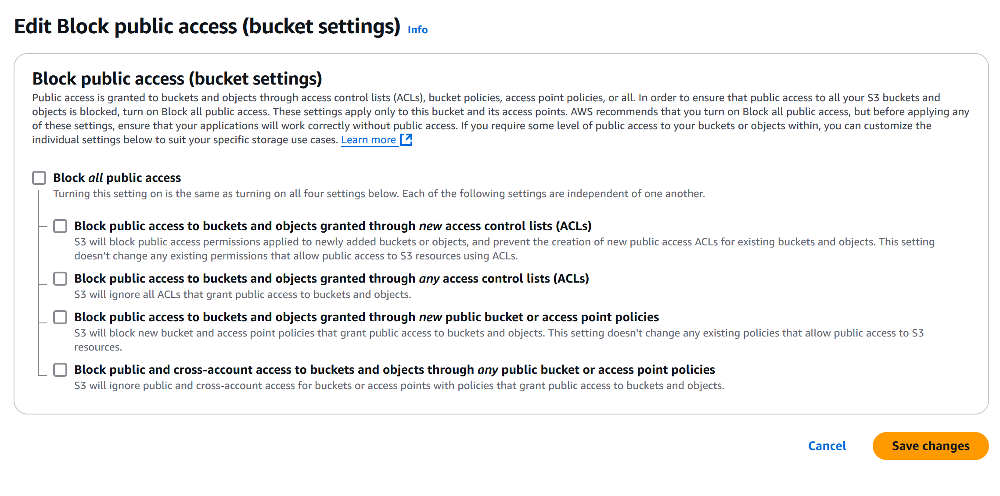 Edit Block public access (bucket settings) Info
Block public access (bucket settings)
Public access is granted to buckets and objects through access control lists (ACLs), bucket policies, access point policies, or all. In order to ensure that public access to all your S3 buckets and
objects is blocked, turn on Block all public access. These settings apply only to this bucket and its access points. AWS recommends that you turn on Block all public access, but before applying any
of these settings, ensure that your applications will work correctly without public access. If you require some level of public access to your buckets or objects within, you can customize the
individual settings below to suit your specific storage use cases. Learn more
Block all public access
Turning this setting on is the same as turning on all four settings below. Each of the following settings are independent of one another.
Block public access to buckets and objects granted through new access control lists (ACLs)
S3 will block public access permissions applied to newly added buckets or objects, and prevent the creation of new public access ACLs for existing buckets and objects. This setting
doesn’t change any existing permissions that allow public access to S3 resources using ACLs.
Block public access to buckets and objects granted through any access control lists (ACLs)
S3 will ignore all ACLs that grant public access to buckets and objects.
Block public access to buckets and objects granted through new public bucket or access point policies
S3 will block new bucket and access point policies that grant public access to buckets and objects. This setting doesn't change any existing policies that allow public access to S3
resources.
Block public and cross-account access to buckets and objects through any public bucket or access point policies
S3 will ignore public and cross-account access for buckets or access points with policies that grant public access to buckets and objects.
Cancel Save changes